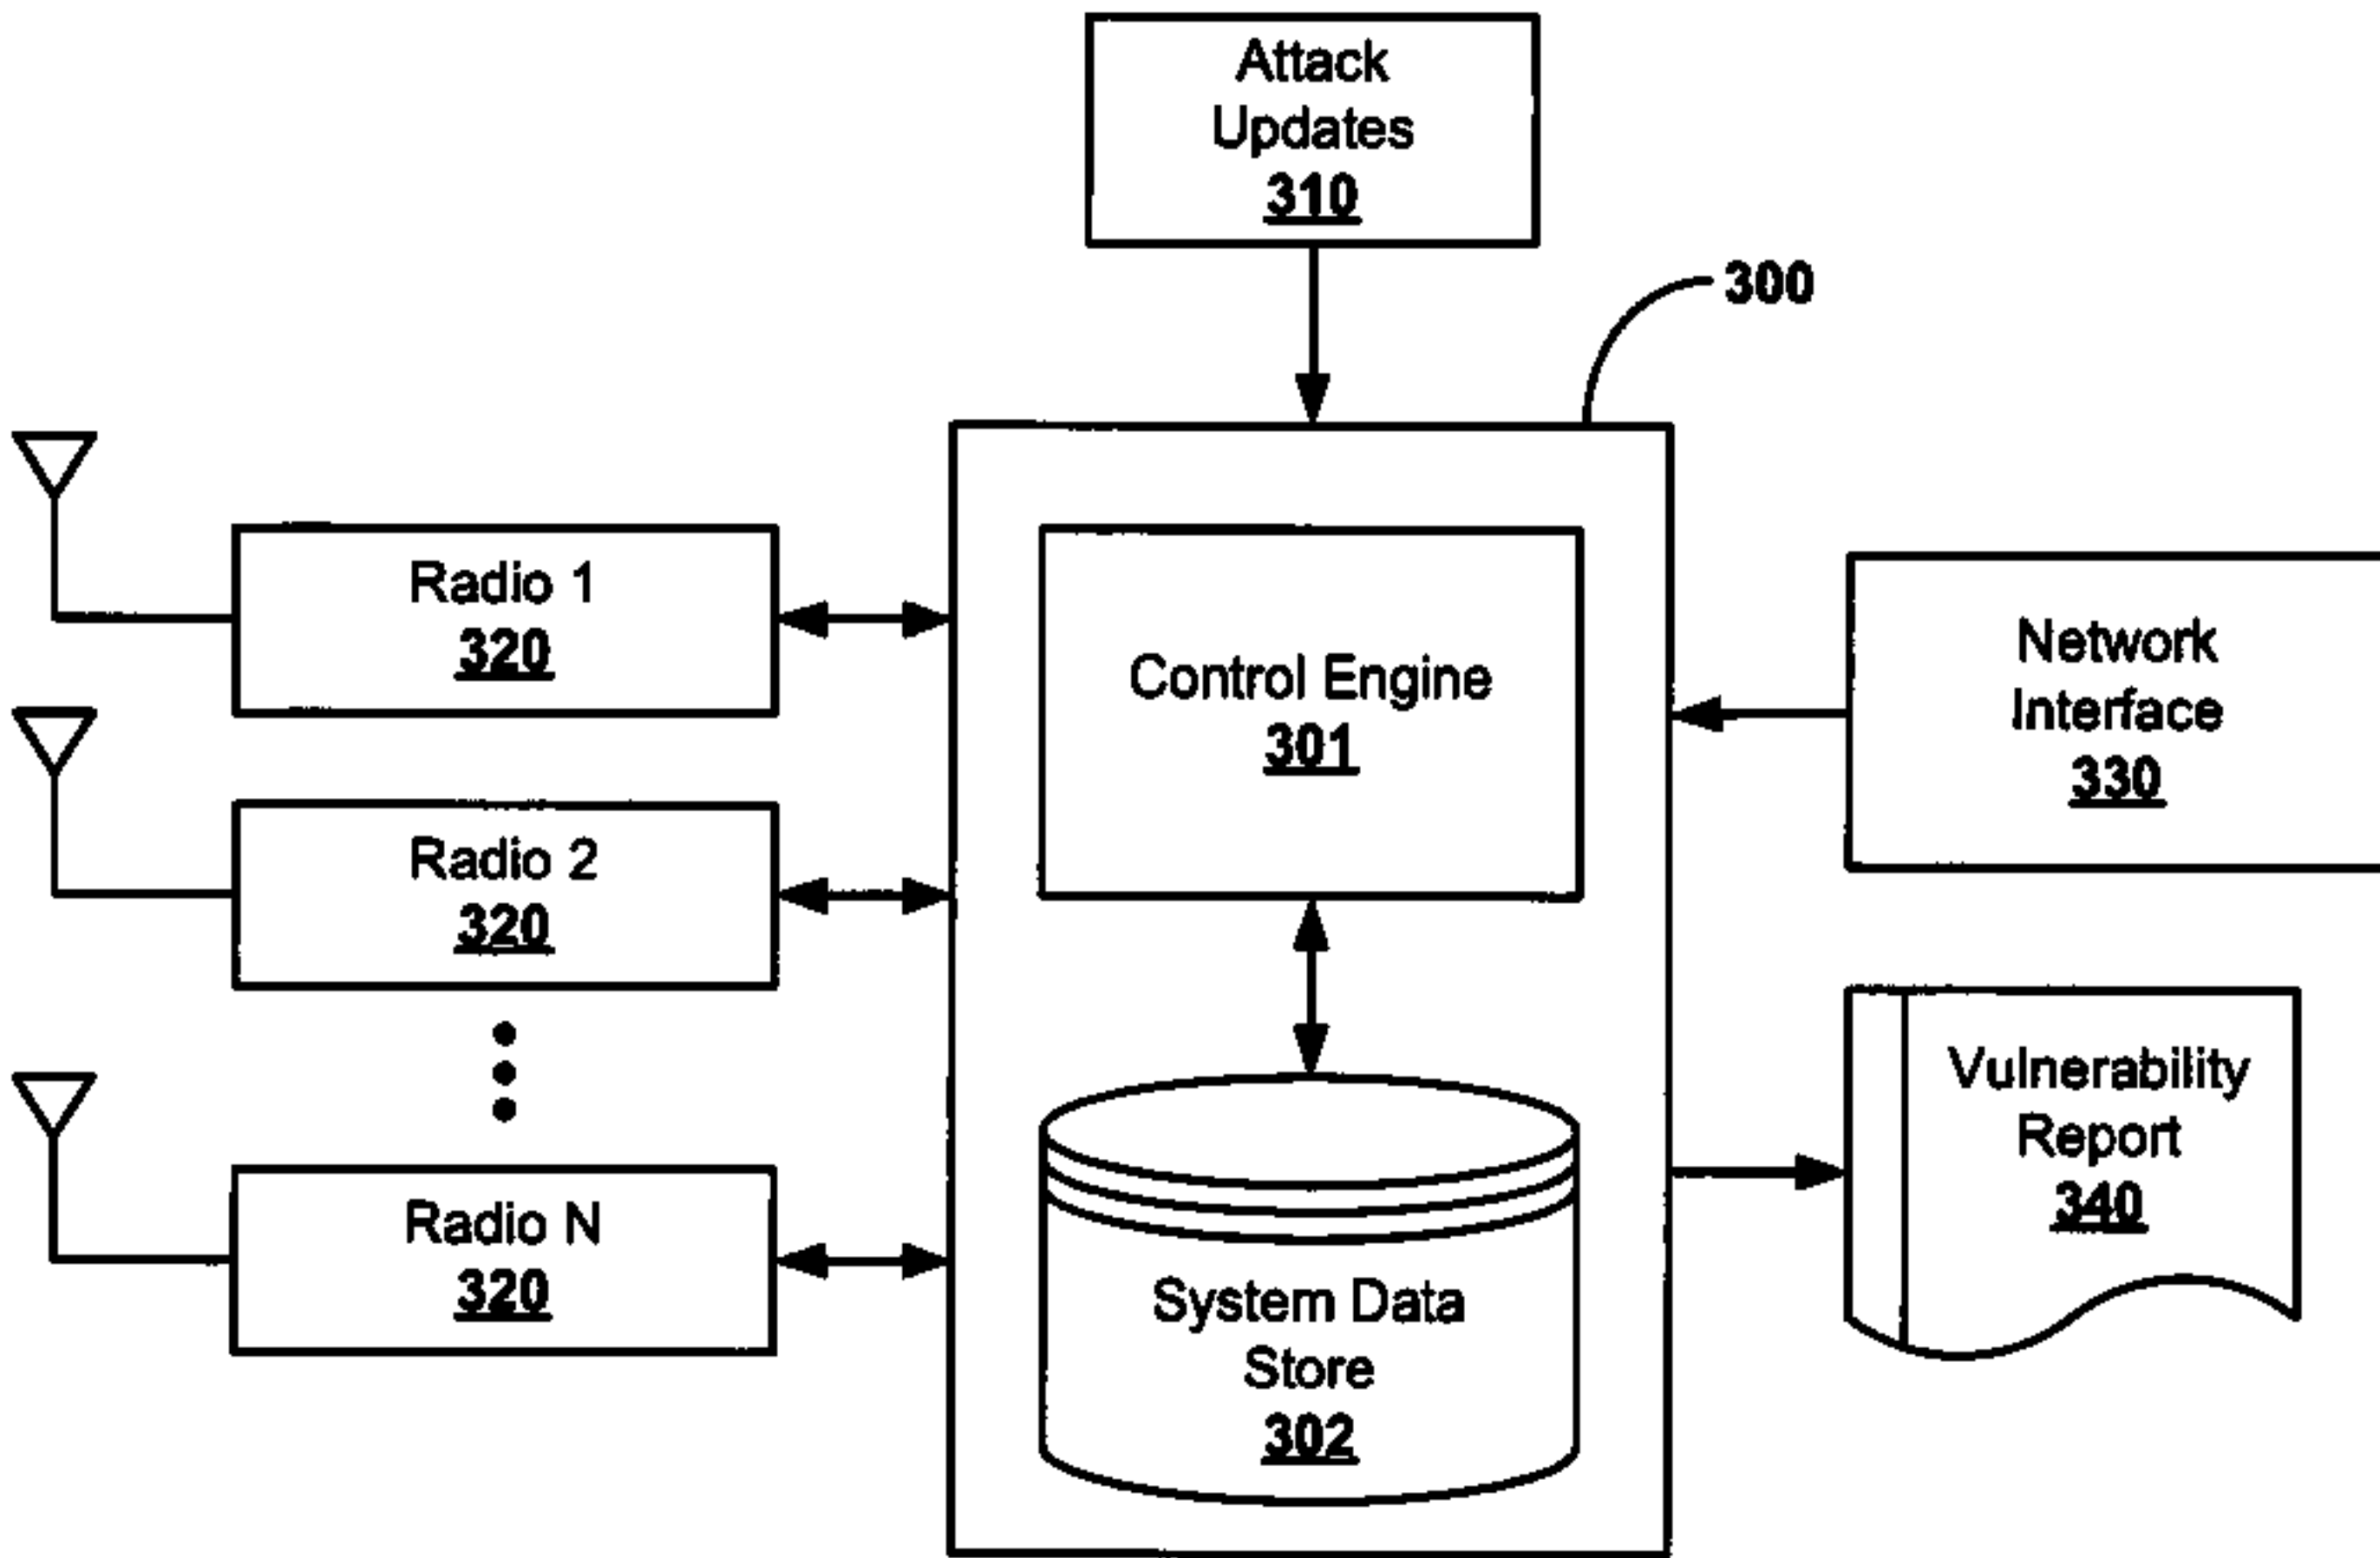 Attack
Updates
310
300
Radio 1
320
Radio 2
320
Radio N
320
Control Engine
301
System Data
Store
302
Network
Interface
330
Vulnerability
Report
340